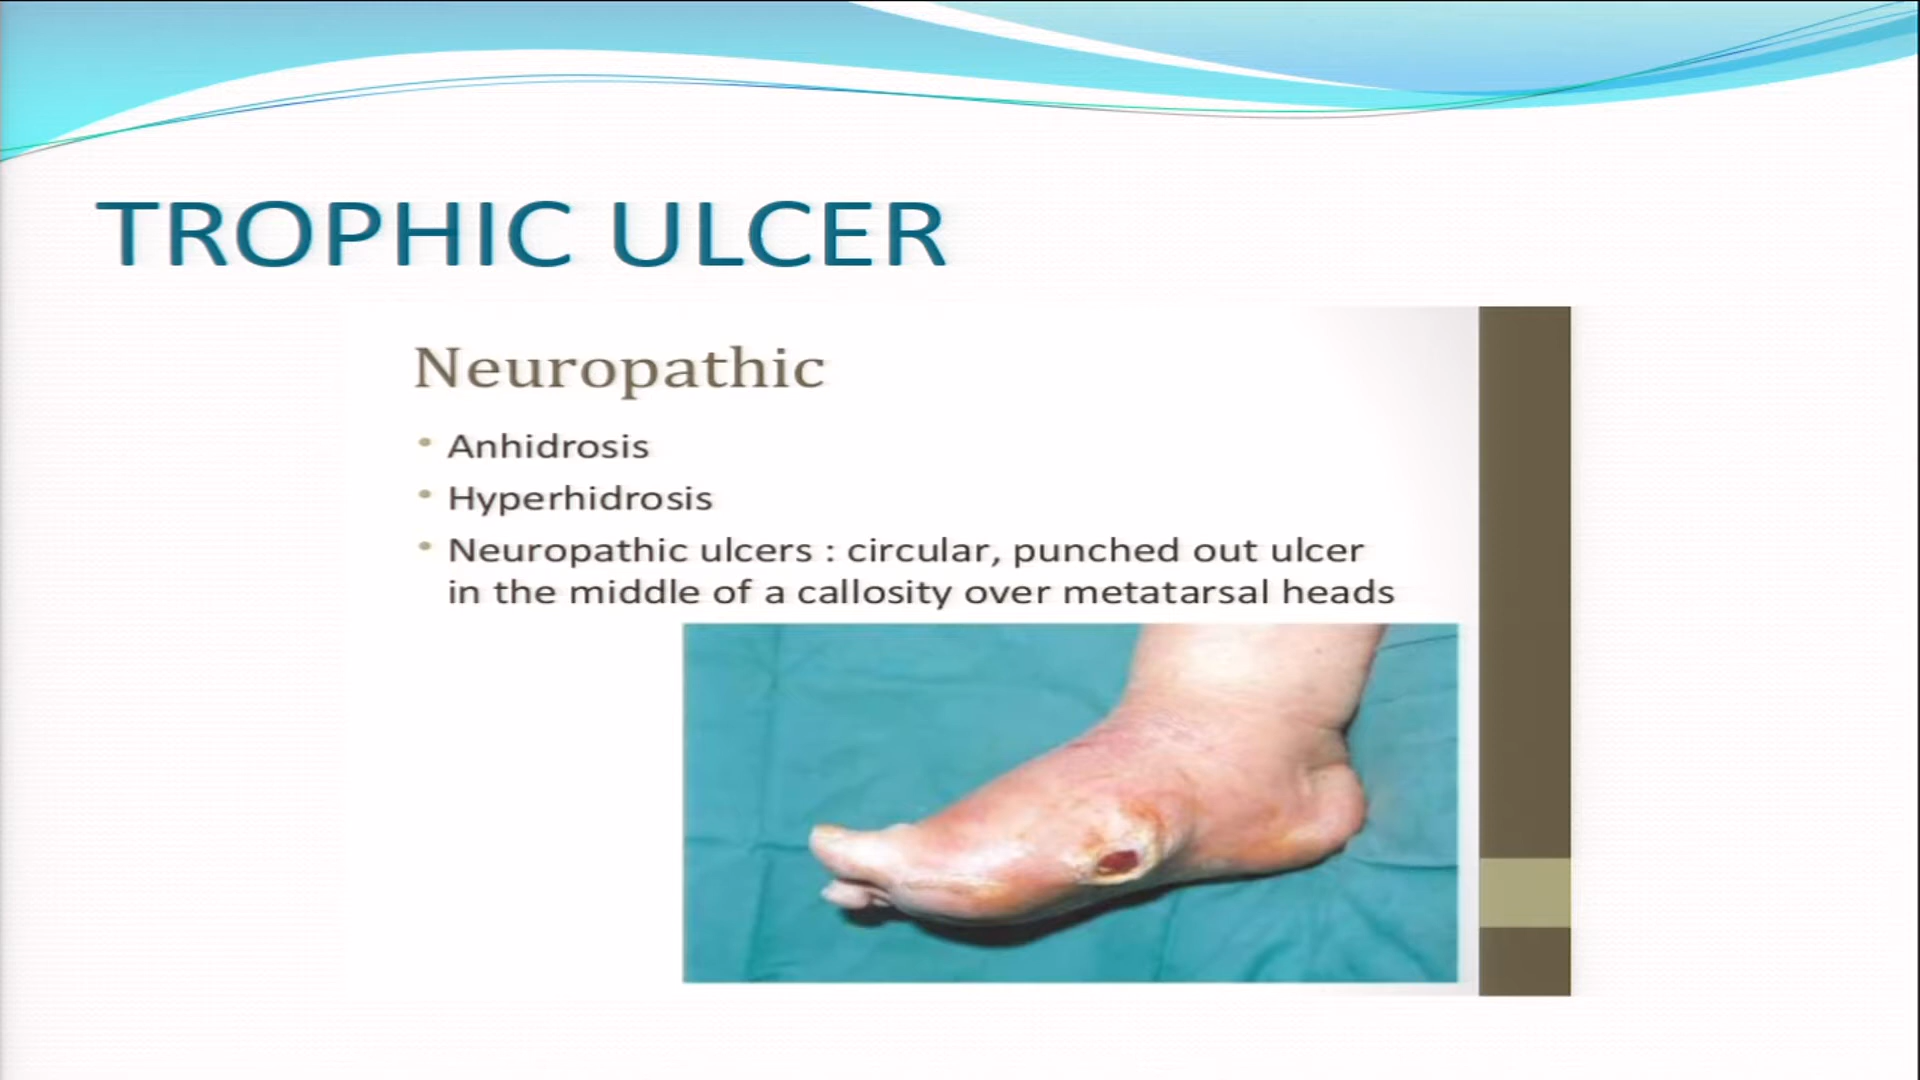 TROPHIC ULCER
Neuropathic
• Anhidrosis
• Hyperhidrosis
• Neuropathic ulcers : circular, punched out ulcer
in the middle of a callosity over metatarsal heads